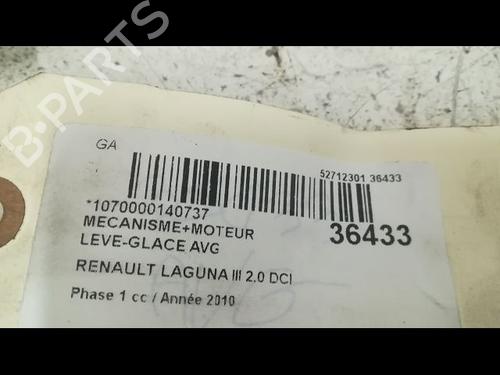 B-PARTS
GA
52712301 36433
*1070000140737
MECANISME+MOTEUR
36433
LEVE-GLACE AVG
RENAULT LAGUNA III 2.0 DCI
Phase 1 cc / Année 2010